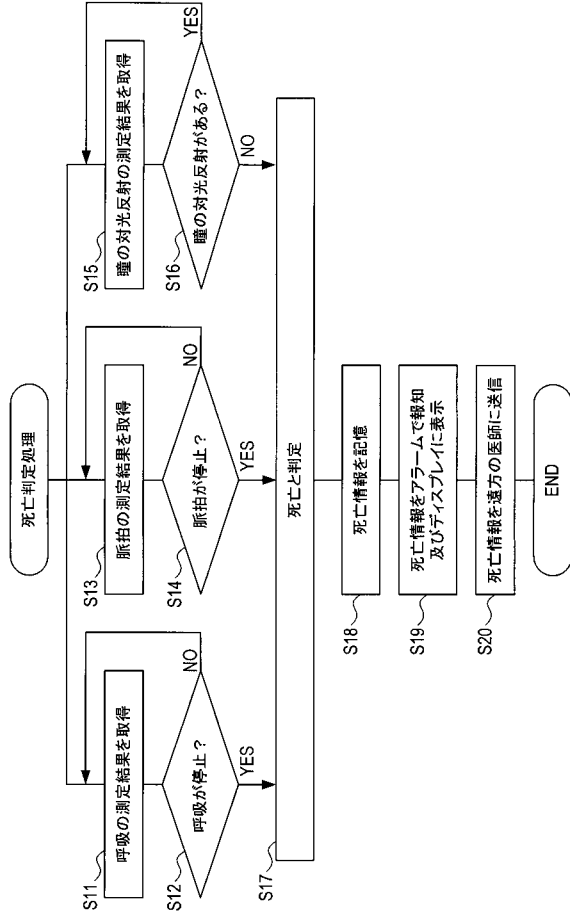 死亡判定処理
S11
呼吸の測定結果を取得
S12
呼吸が停止?
NO
YES
S13
脈拍の測定結果を取得
S14
脈拍が停止?
NO
YES
S15
瞳の対光反射の測定結果を取得
S16
瞳の対光反射がある?
YES
NO
S17
死亡と判定
S18
死亡情報を記憶
S19
死亡情報をアラームで報知
及びディスプレイに表示
S20
死亡情報を遠方の医師に送信
END